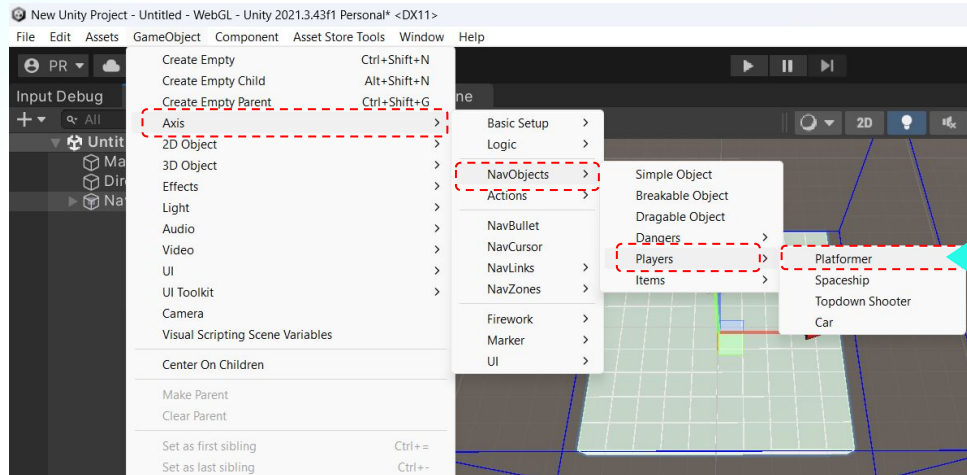 New Unity Project - Untitled - WebGL - Unity 2021.3.43f1 Personal* <DX11>
File Edit Assets GameObject Component Asset Store Tools Window Help
PR
Input Debug
ne
All
2D
Untit
Ma
Dir
Na
Create Empty Ctrl+Shift+N
Create Empty Child Alt+Shift+N
Create Empty Parent Ctrl+Shift+G
Axis >
2D Object >
3D Object >
Effects >
Light >
Audio >
Video >
UI >
UI Toolkit >
Camera
Visual Scripting Scene Variables
Center On Children
Make Parent
Clear Parent
Set as first sibling Ctrl+=
Set as last sibling Ctrl+-
Basic Setup >
Logic >
NavObjects >
Actions >
NavBullet
NavCursor
NavLinks >
NavZones >
Firework >
Marker >
UI >
Simple Object
Breakable Object
Dragable Object
Dangers >
Players >
Items >
Platformer
Spaceship
Topdown Shooter
Car